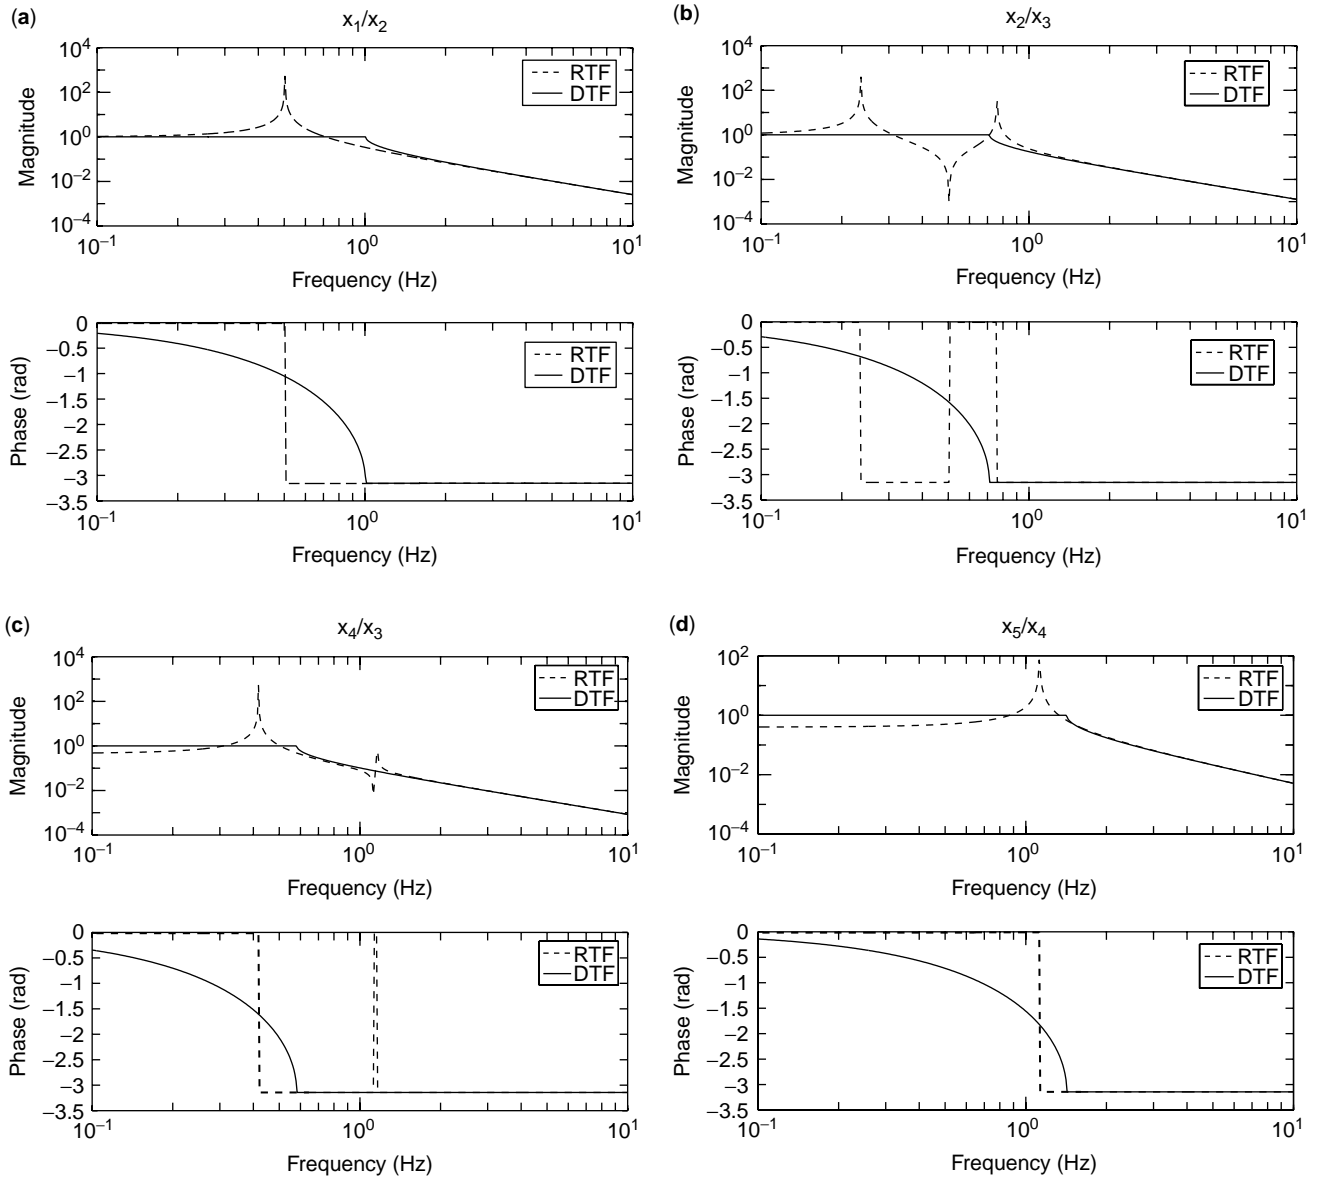 (a)
x1/x2
Magnitude
10^4
10^2
10^0
10^−2
10^−4
RTF
DTF
10^−1
10^0
10^1
Frequency (Hz)
Phase (rad)
0
−0.5
−1
−1.5
−2
−2.5
−3
−3.5
RTF
DTF
10^−1
10^0
10^1
Frequency (Hz)
(b)
x2/x3
Magnitude
10^4
10^2
10^0
10^−2
10^−4
RTF
DTF
10^−1
10^0
10^1
Frequency (Hz)
Phase (rad)
0
−0.5
−1
−1.5
−2
−2.5
−3
−3.5
RTF
DTF
10^−1
10^0
10^1
Frequency (Hz)
(c)
x4/x3
Magnitude
10^4
10^2
10^0
10^−2
10^−4
RTF
DTF
10^−1
10^0
10^1
Frequency (Hz)
Phase (rad)
0
−0.5
−1
−1.5
−2
−2.5
−3
−3.5
RTF
DTF
10^−1
10^0
10^1
Frequency (Hz)
(d)
x5/x4
Magnitude
10^2
10^0
10^−2
10^−4
RTF
DTF
10^−1
10^0
10^1
Frequency (Hz)
Phase (rad)
0
−0.5
−1
−1.5
−2
−2.5
−3
−3.5
RTF
DTF
10^−1
10^0
10^1
Frequency (Hz)